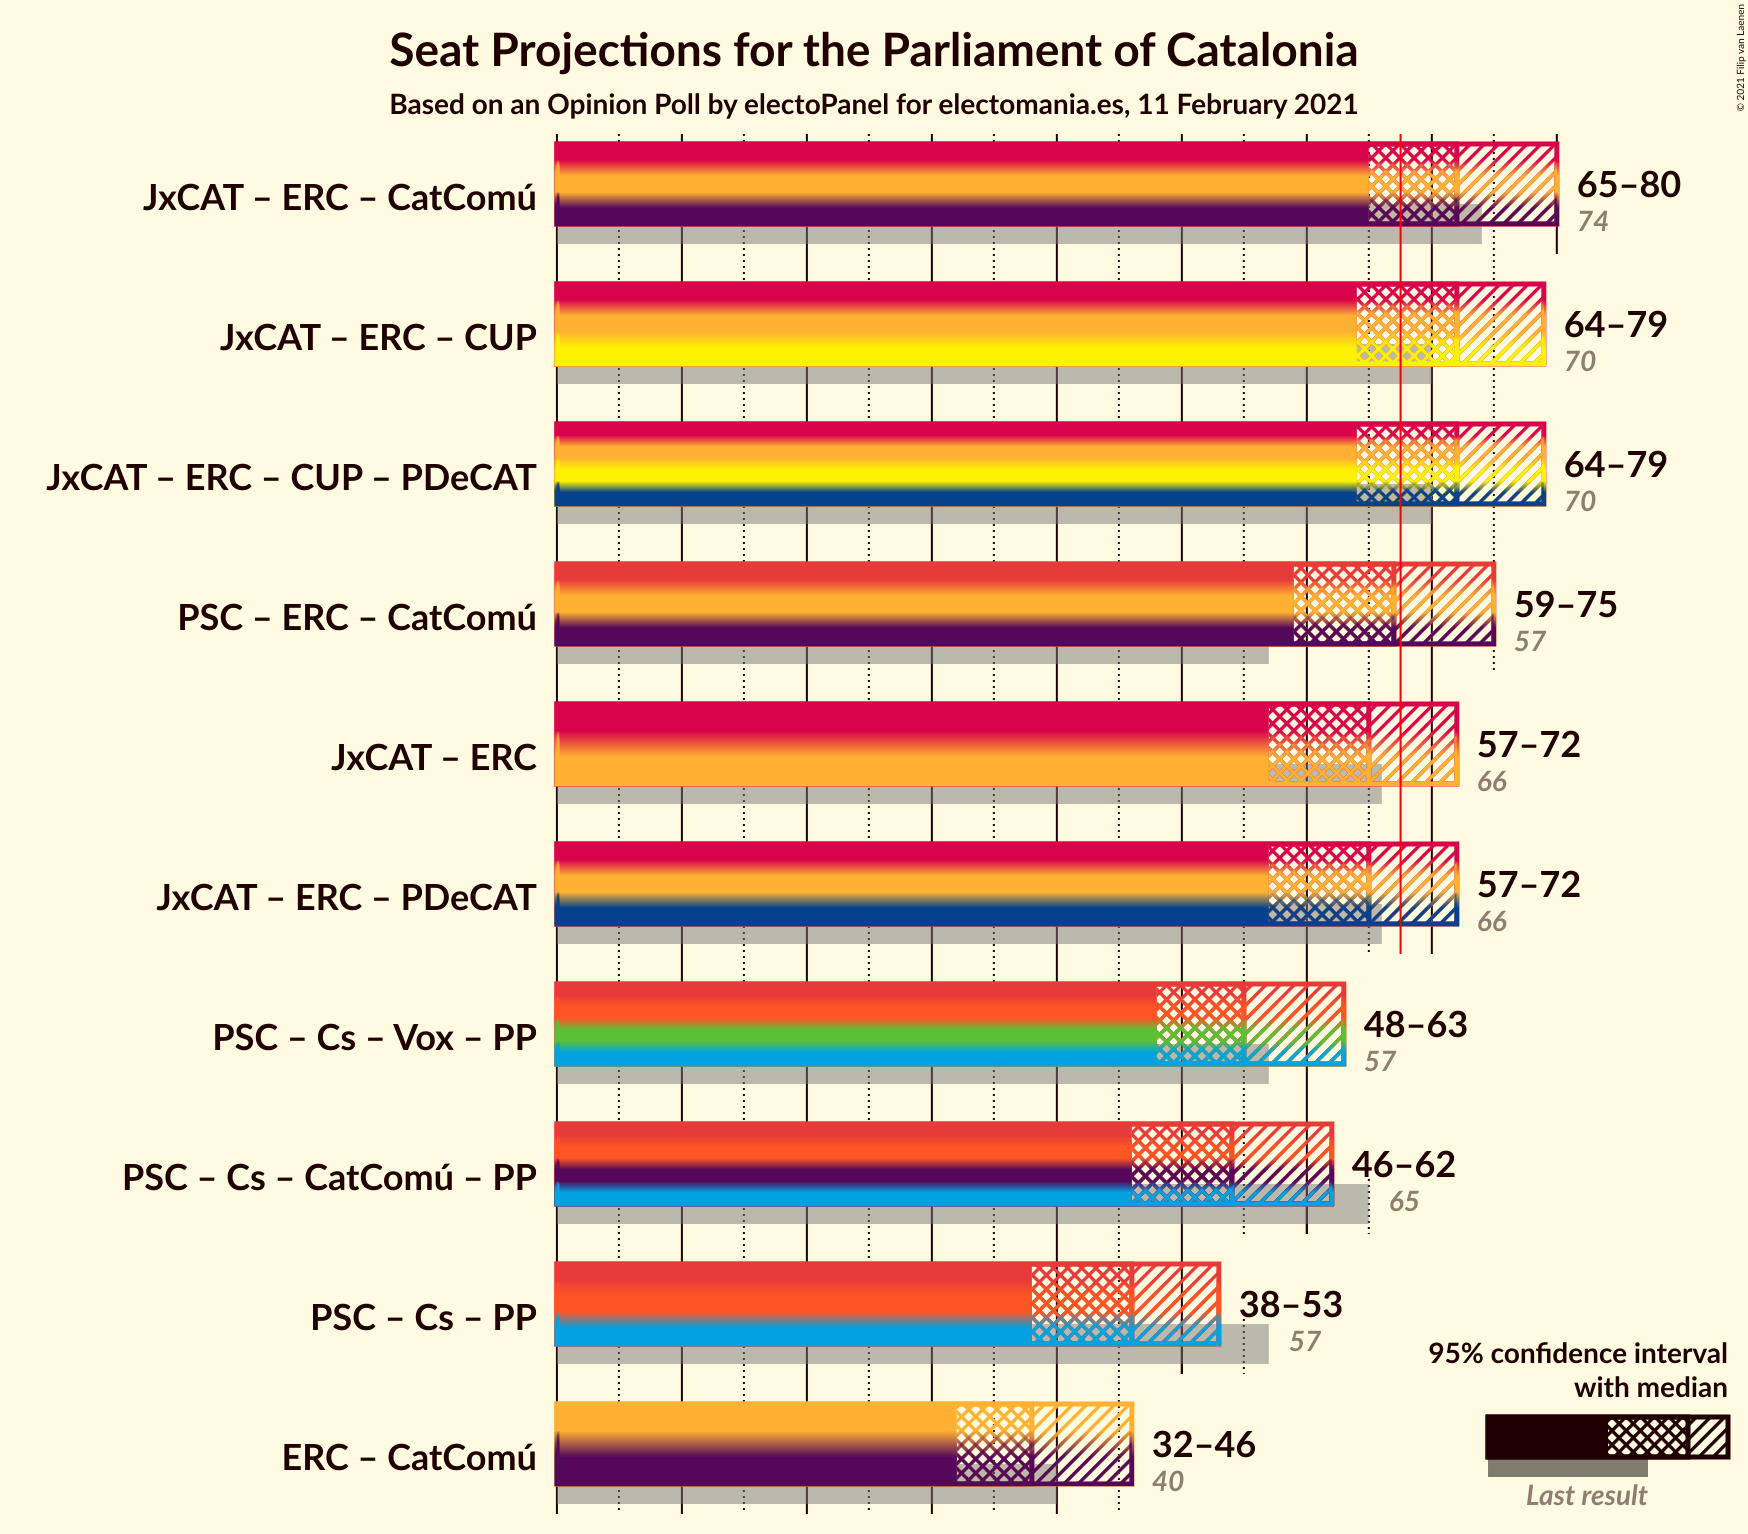 Seat Projections for the Parliament of Catalonia
Based on an Opinion Poll by electoPanel for electomania.es, 11 February 2021
© 2021 Filip van Laenen
JxCAT – ERC – CatComú
65–80
74
JxCAT – ERC – CUP
64–79
70
JxCAT – ERC – CUP – PDeCAT
64–79
70
PSC – ERC – CatComú
59–75
57
JxCAT – ERC
57–72
66
JxCAT – ERC – PDeCAT
57–72
66
PSC – Cs – Vox – PP
48–63
57
PSC – Cs – CatComú – PP
46–62
65
PSC – Cs – PP
38–53
57
ERC – CatComú
32–46
40
95% confidence interval
with median
Last result